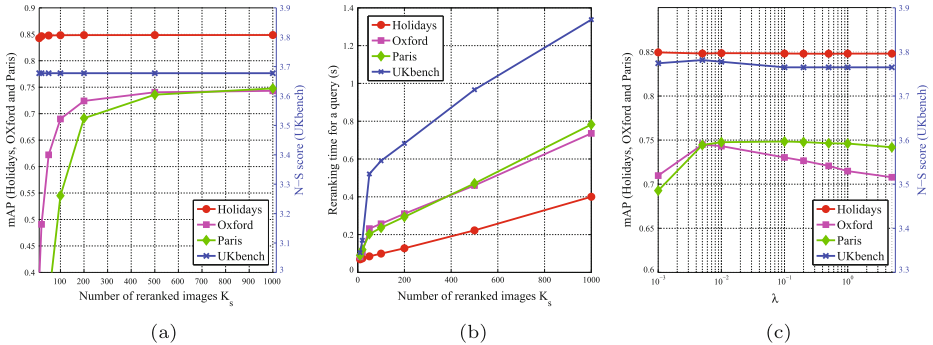 0.9
0.85
0.8
0.75
0.7
0.65
0.6
0.55
0.5
0.45
0.4
mAP (Holidays, OXford and Paris)
100 200 300 400 500 600 700 800 900 1000
Number of reranked images Ks
3.9
3.8
3.7
3.6
3.5
3.4
3.3
3.2
3.1
3
N−S score (UKbench)
Holidays
Oxford
Paris
UKbench
(a)
1.4
1.2
1
0.8
0.6
0.4
0.2
0
Reranking time for a query (s)
0 200 400 600 800 1000
Number of reranked images Ks
Holidays
Oxford
Paris
UKbench
(b)
0.85
0.8
0.75
0.7
0.65
0.6
mAP (Holidays, OXford and Paris)
10−3 10−2 10−1 100
λ
3.9
3.8
3.7
3.6
3.5
3.4
3.3
N−S score (UKbench)
Holidays
Oxford
Paris
UKbench
(c)